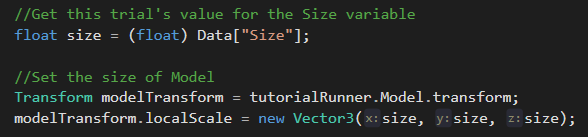 //Get this trial's value for the Size variable
float size = (float) Data["Size"];
//Set the size of Model
Transform modelTransform = tutorialRunner.Model.transform;
modelTransform.localScale = new Vector3(x: size, y: size, z: size);